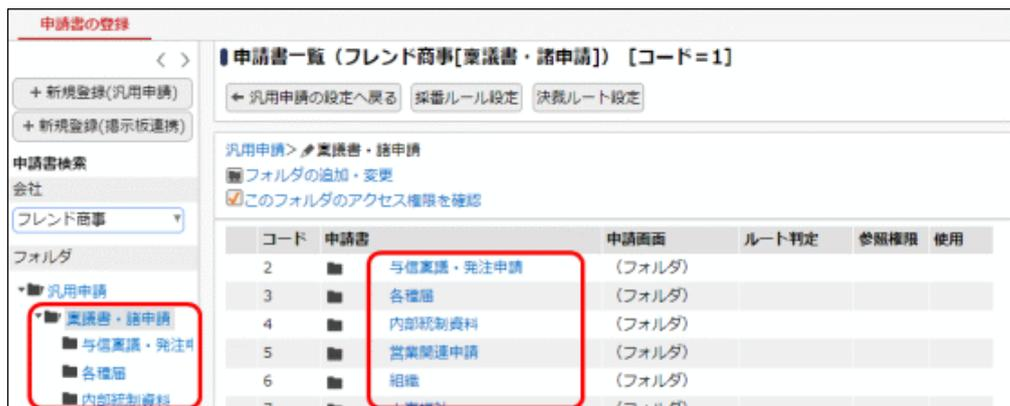 申請書の登録
< >
+ 新規登録(汎用申請)
+ 新規登録(掲示板連携)
申請書検索
会社
フレンド商事
フォルダ
汎用申請
稟議書・諸申請
与信稟議・発注
各種届
内部統制資料
申請書一覧（フレンド商事[稟議書・諸申請]）［コード=1］
← 汎用申請の設定へ戻る 採番ルール設定 決裁ルート設定
汎用申請> 稟議書・諸申請
フォルダの追加・変更
このフォルダのアクセス権限を確認
コード 申請書 申請画面 ルート判定 参照権限 使用
2 与信稟議・発注申請 （フォルダ）
3 各種届 （フォルダ）
4 内部統制資料 （フォルダ）
5 営業関連申請 （フォルダ）
6 組織 （フォルダ）